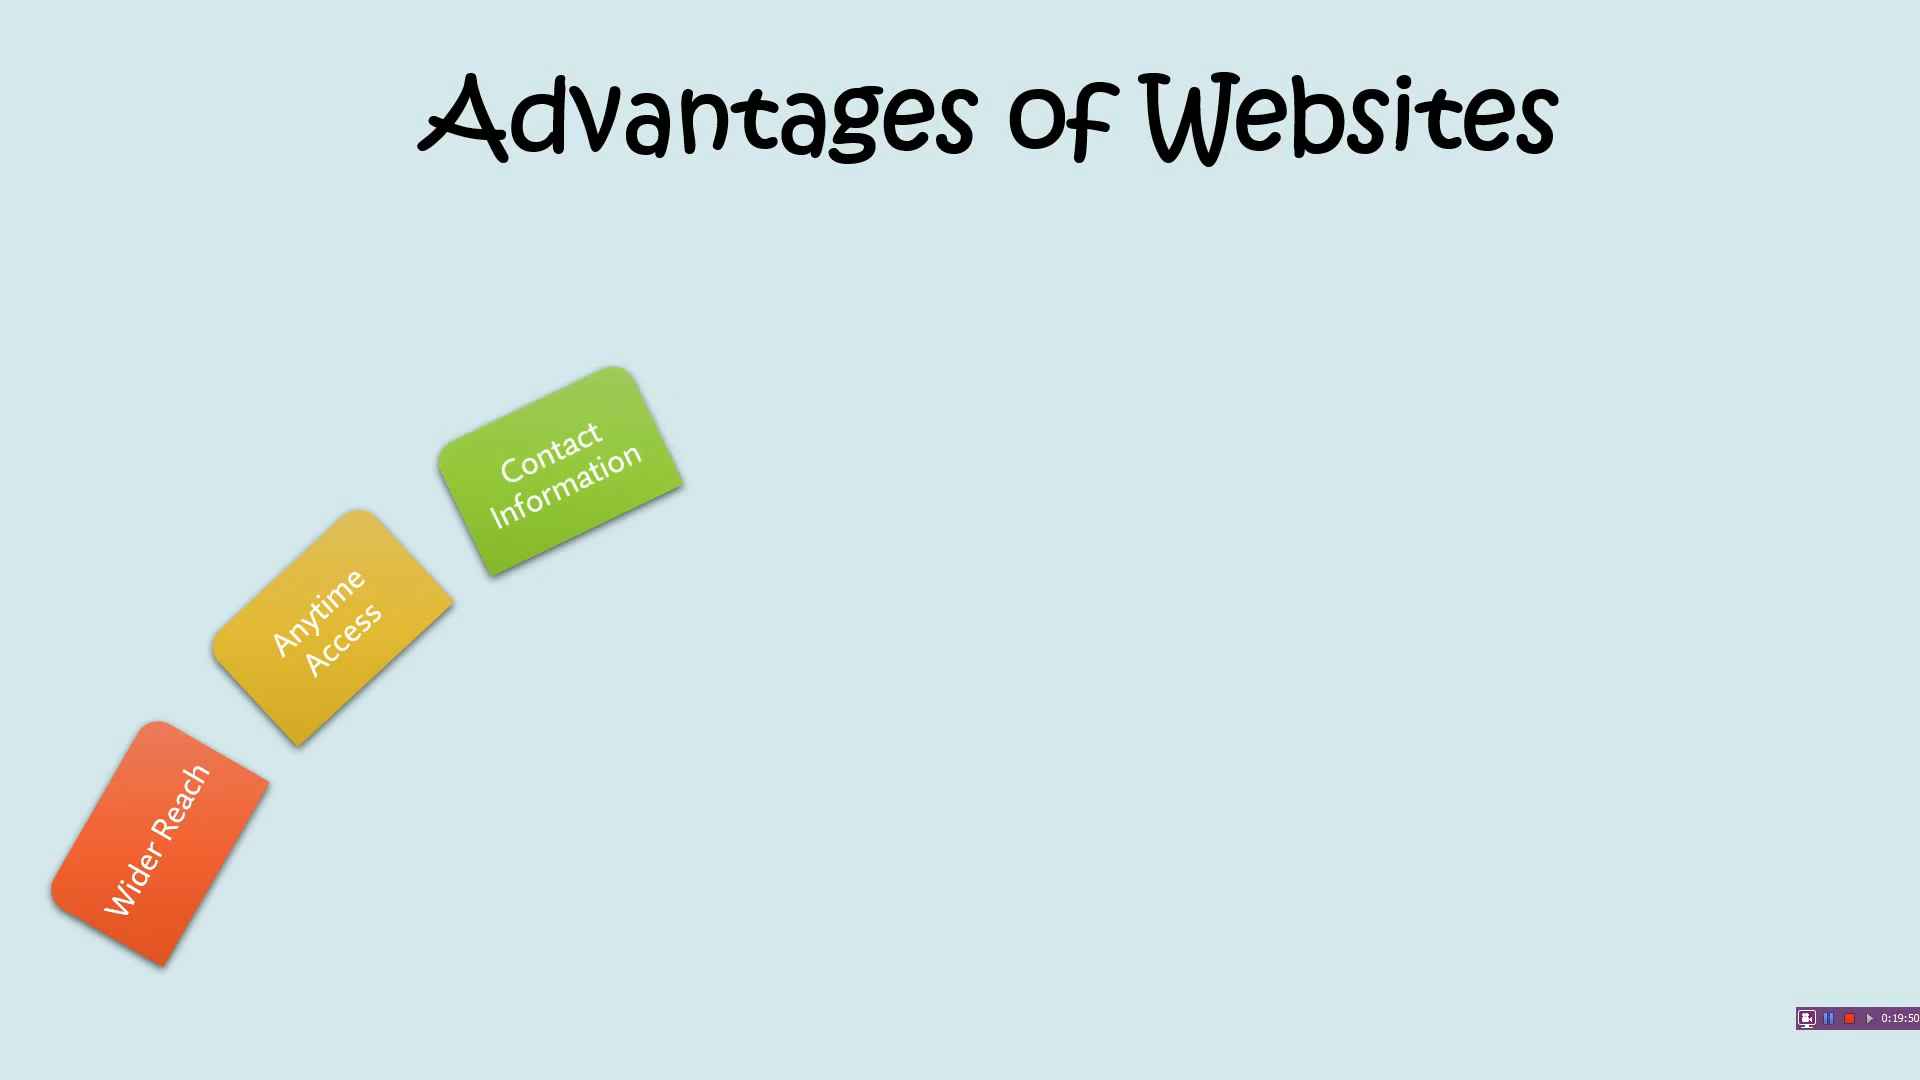 Advantages of Websites
Contact
Information
Anytime
Access
Wider Reach
0:19:50